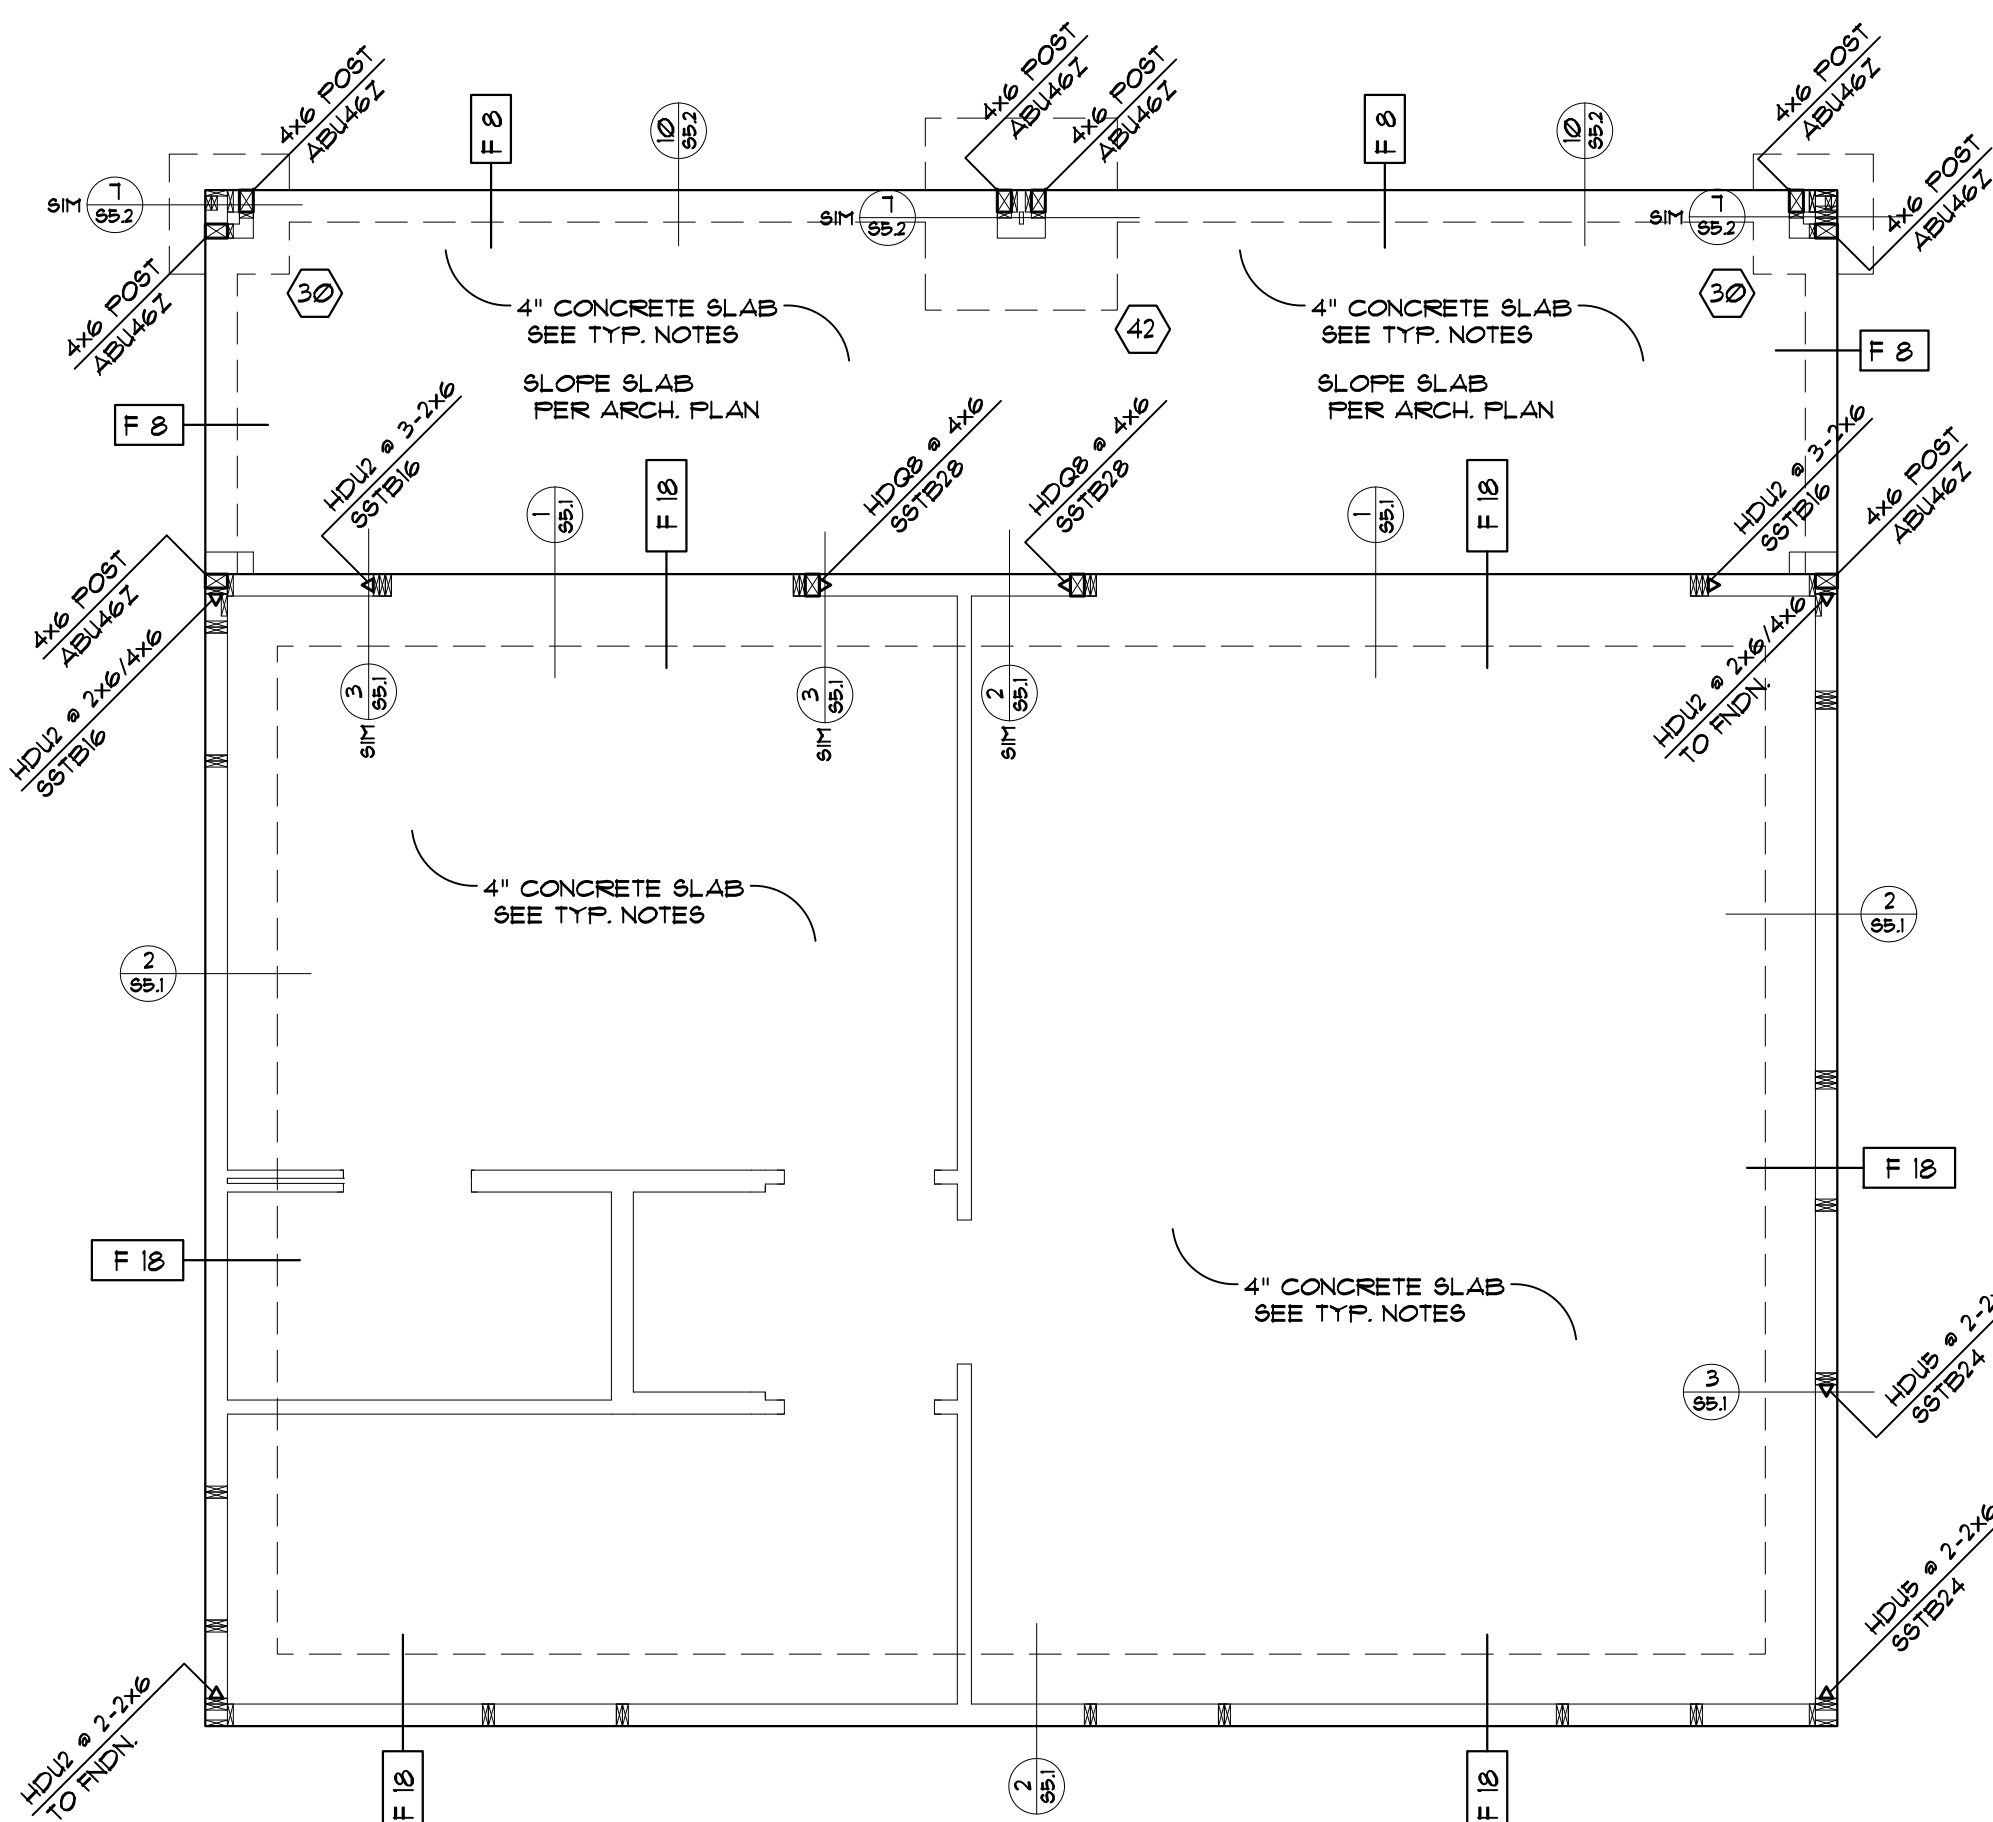 4x6 POST
ABU46Z
F 8
10
S5.2
4x6 POST
ABU46Z
4x6 POST
ABU46Z
F 8
10
S5.2
4x6 POST
ABU46Z
SIM
7
S5.2
SIM
7
S5.2
SIM
7
S5.2
4x6 POST
ABU46Z
4x6 POST
ABU46Z
30
4" CONCRETE SLAB
SEE TYP. NOTES
SLOPE SLAB
PER ARCH. PLAN
42
4" CONCRETE SLAB
SEE TYP. NOTES
SLOPE SLAB
PER ARCH. PLAN
30
F 8
F 8
HDU2 @ 3-2x6
SSTB16
1
S5.1
F 18
HDQ8 @ 4x6
SSTB28
HDQ8 @ 4x6
SSTB28
1
S5.1
F 18
HDU2 @ 3-2x6
SSTB16
4x6 POST
ABU46Z
4x6 POST
ABU46Z
HDU2 @ 2x6/4x6
SSTB16
3
S5.1
SIM
3
S5.1
SIM
2
S5.1
SIM
HDU2 @ 2x6/4x6
TO FNDN.
4" CONCRETE SLAB
SEE TYP. NOTES
2
S5.1
2
S5.1
F 18
F 18
4" CONCRETE SLAB
SEE TYP. NOTES
3
S5.1
HDU5 @ 2-2
SSTB24
HDU5 @ 2-2x6
SSTB24
HDU2 @ 2-2x6
TO FNDN.
F 18
2
S5.1
F 18